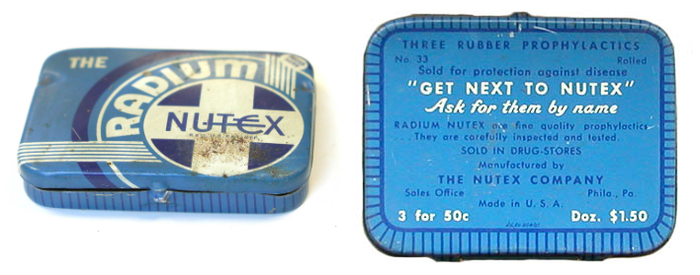 THE
RADIUM
NUTEX
THREE RUBBER PROPHYLACTICS
No. 33 Rolled
Sold for protection against disease
"GET NEXT TO NUTEX"
Ask for them by name
RADIUM NUTEX are fine quality prophylactics
They are carefully inspected and tested.
SOLD IN DRUG-STORES
Manufactured by
THE NUTEX COMPANY
Sales Office Phila., Pa.
Made in U. S. A.
3 for 50c Doz. $1.50